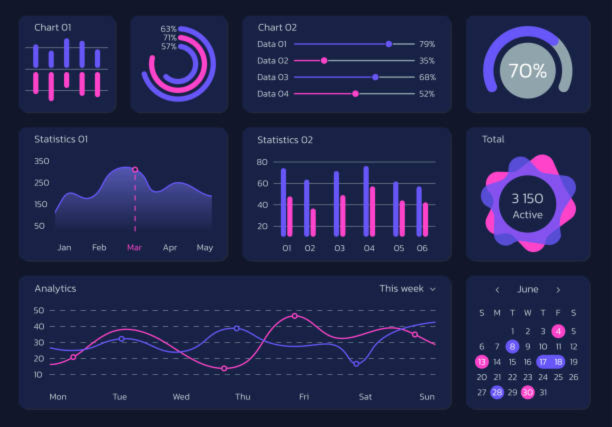 Chart 01
63%
71%
57%
Chart 02
Data 01 79%
Data 02 35%
Data 03 68%
Data 04 52%
70%
Statistics 01
350
250
150
50
Jan Feb Mar Apr May
Statistics 02
80
60
40
20
01 02 03 04 05 06
Total
3 150
Active
Analytics This week
50
40
30
20
10
Mon Tue Wed Thu Fri Sat Sun
June
S M T W T F S
1 2 3 4 5
6 7 8 9 10 11 12
13 14 15 16 17 18 19
20 21 22 23 24 25 26
27 28 29 30 31